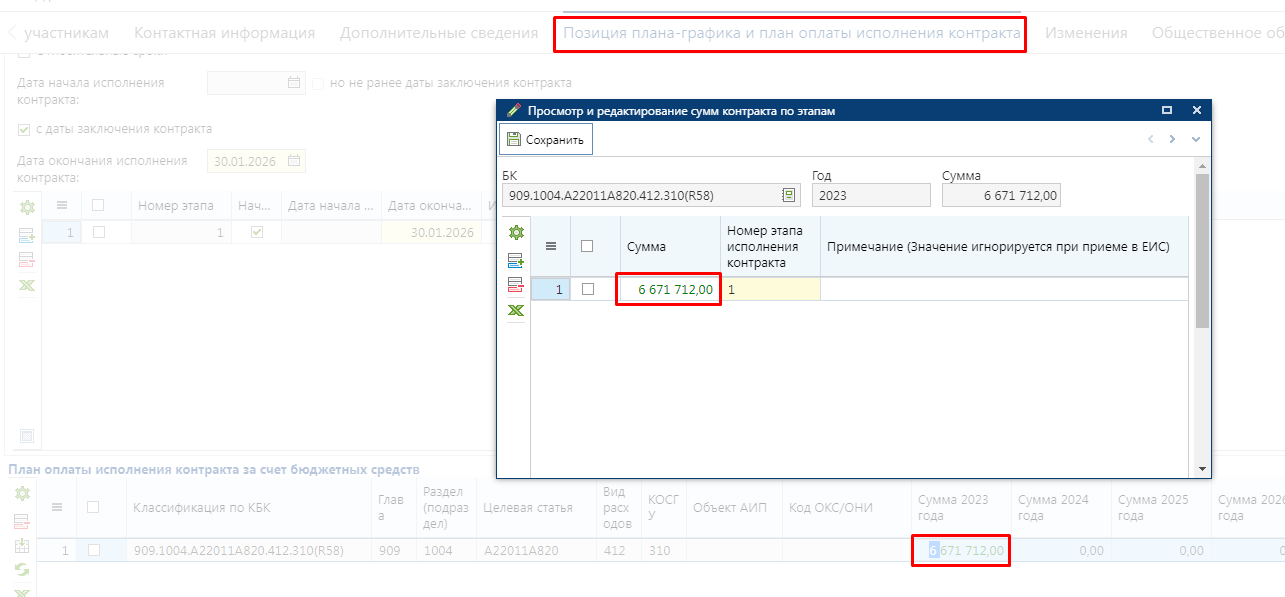 участникам Контактная информация Дополнительные сведения Позиция плана-графика и план оплаты исполнения контракта Изменения Общественное об
Дата начала исполнения контракта:
но не ранее даты заключения контракта
с даты заключения контракта
Дата окончания исполнения контракта:
30.01.2026
Номер этапа Нач... Дата начала ... Дата оконча...
1 1 30.01.2026
Просмотр и редактирование сумм контракта по этапам
Сохранить
БК Год Сумма
909.1004.А22011А820.412.310(R58) 2023 6 671 712,00
Сумма
Номер этапа исполнения контракта
Примечание (Значение игнорируется при приеме в ЕИС)
1 6 671 712,00 1
План оплаты исполнения контракта за счет бюджетных средств
Классификация по КБК
Глав а
Раздел (подраз дел)
Целевая статья
Вид расх одов
КОСГ У
Объект АИП
Код ОКС/ОНИ
Сумма 2023 года
Сумма 2024 года
Сумма 2025 года
Сумма 2026 года
1 909.1004.А22011А820.412.310(R58) 909 1004 А22011А820 412 310 6 671 712,00 0,00 0,00